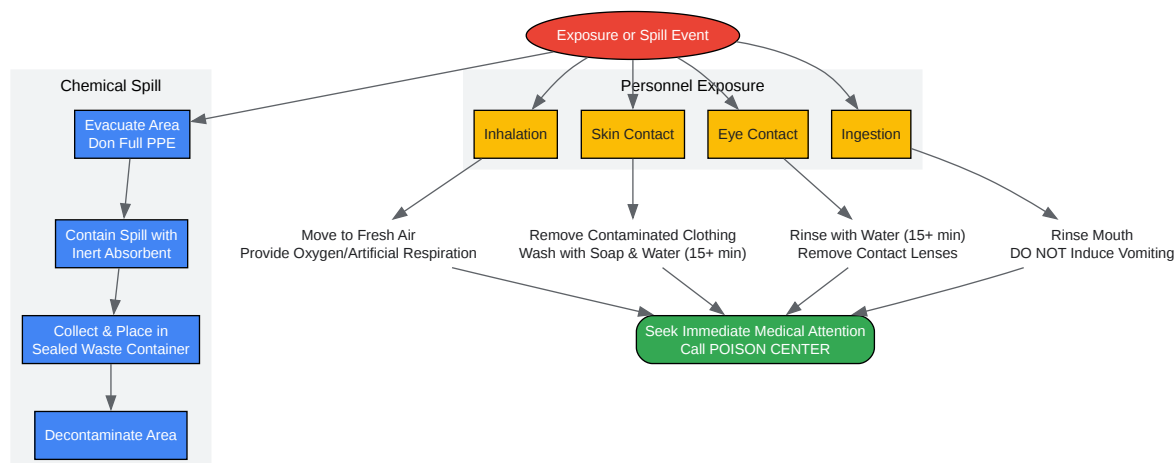 Exposure or Spill Event
Chemical Spill
Evacuate Area
Don Full PPE
Contain Spill with
Inert Absorbent
Collect & Place in
Sealed Waste Container
Decontaminate Area
Personnel Exposure
Inhalation
Skin Contact
Eye Contact
Ingestion
Move to Fresh Air
Provide Oxygen/Artificial Respiration
Remove Contaminated Clothing
Wash with Soap & Water (15+ min)
Rinse with Water (15+ min)
Remove Contact Lenses
Rinse Mouth
DO NOT Induce Vomiting
Seek Immediate Medical Attention
Call POISON CENTER